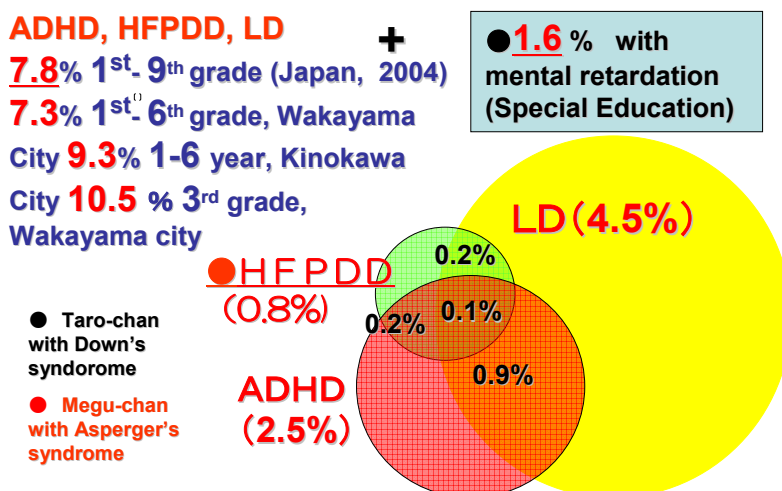 ADHD, HFPDD, LD
7.8% 1st- 9th grade (Japan, 2004)
7.3% 1st- 6th grade, Wakayama
()
City 9.3% 1-6 year, Kinokawa
City 10.5 % 3rd grade,
Wakayama city
+
●1.6 % with
mental retardation
(Special Education)
LD(4.5%)
0.2%
●HFPDD
(0.8%)
0.2%
0.1%
0.9%
ADHD
(2.5%)
● Taro-chan
with Down's
syndorome
● Megu-chan
with Asperger's
syndrome